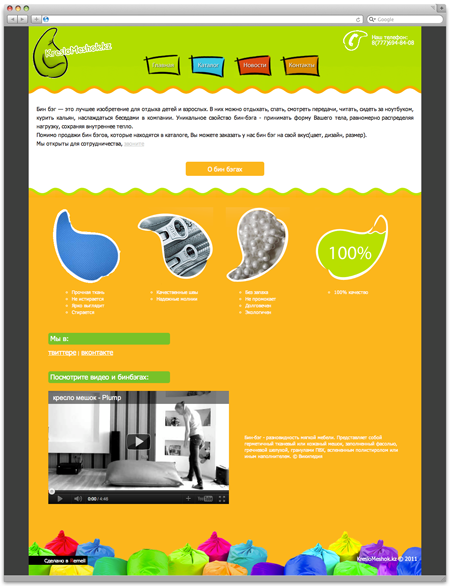 Google
KresloMeshok.kz
Наш телефон:
8(777)694-84-08
Главная
Каталог
Новости
Контакты
Бин бэг — это лучшее изобретение для отдыха детей и взрослых. В них можно отдыхать, спать, смотреть передачи, читать, сидеть за ноутбуком,
курить кальян, наслаждаться беседами в компании. Уникальное свойство бин-бэга - принимать форму Вашего тела, равномерно распределяя
нагрузку, сохраняя внутреннее тепло.
Помимо продажи бин бэгов, которые находятся в каталоге, Вы можете заказать у нас бин бэг на свой вкус(цвет, дизайн, размер).
Мы открыты для сотрудничества, звоните
О бин бэгах
100%
Прочная ткань
Не истирается
Ярко выглядит
Стирается
Качественные швы
Надежные молнии
Без запаха
Не промокает
Долговечен
Экологичен
100% качество
Мы в:
твиттере | вконтакте
Посмотрите видео и бинбэгах:
кресло мешок - Plump
0:00 / 4:48
YouTube
Бин-бэг - разновидность мягкой мебели. Представляет собой
герметичный тканевый или кожаный мешок, заполненный фасолью,
гречневой шелухой, гранулами ПВХ, вспененным полистиролом или
иным наполнителем. © Википедия
Сделано в Remeli
KresloMeshok.kz © 2011